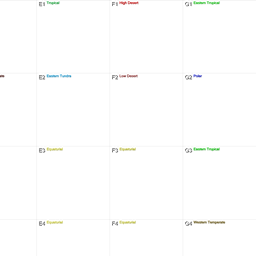 E1 Tropical
F1 High Desert
G1 Eastern Tropical
E2 Eastern Tundra
F2 Low Desert
G2 Polar
E3 Equatorial
F3 Equatorial
G3 Eastern Tropical
E4 Equatorial
F4 Equatorial
G4 Western Temperate